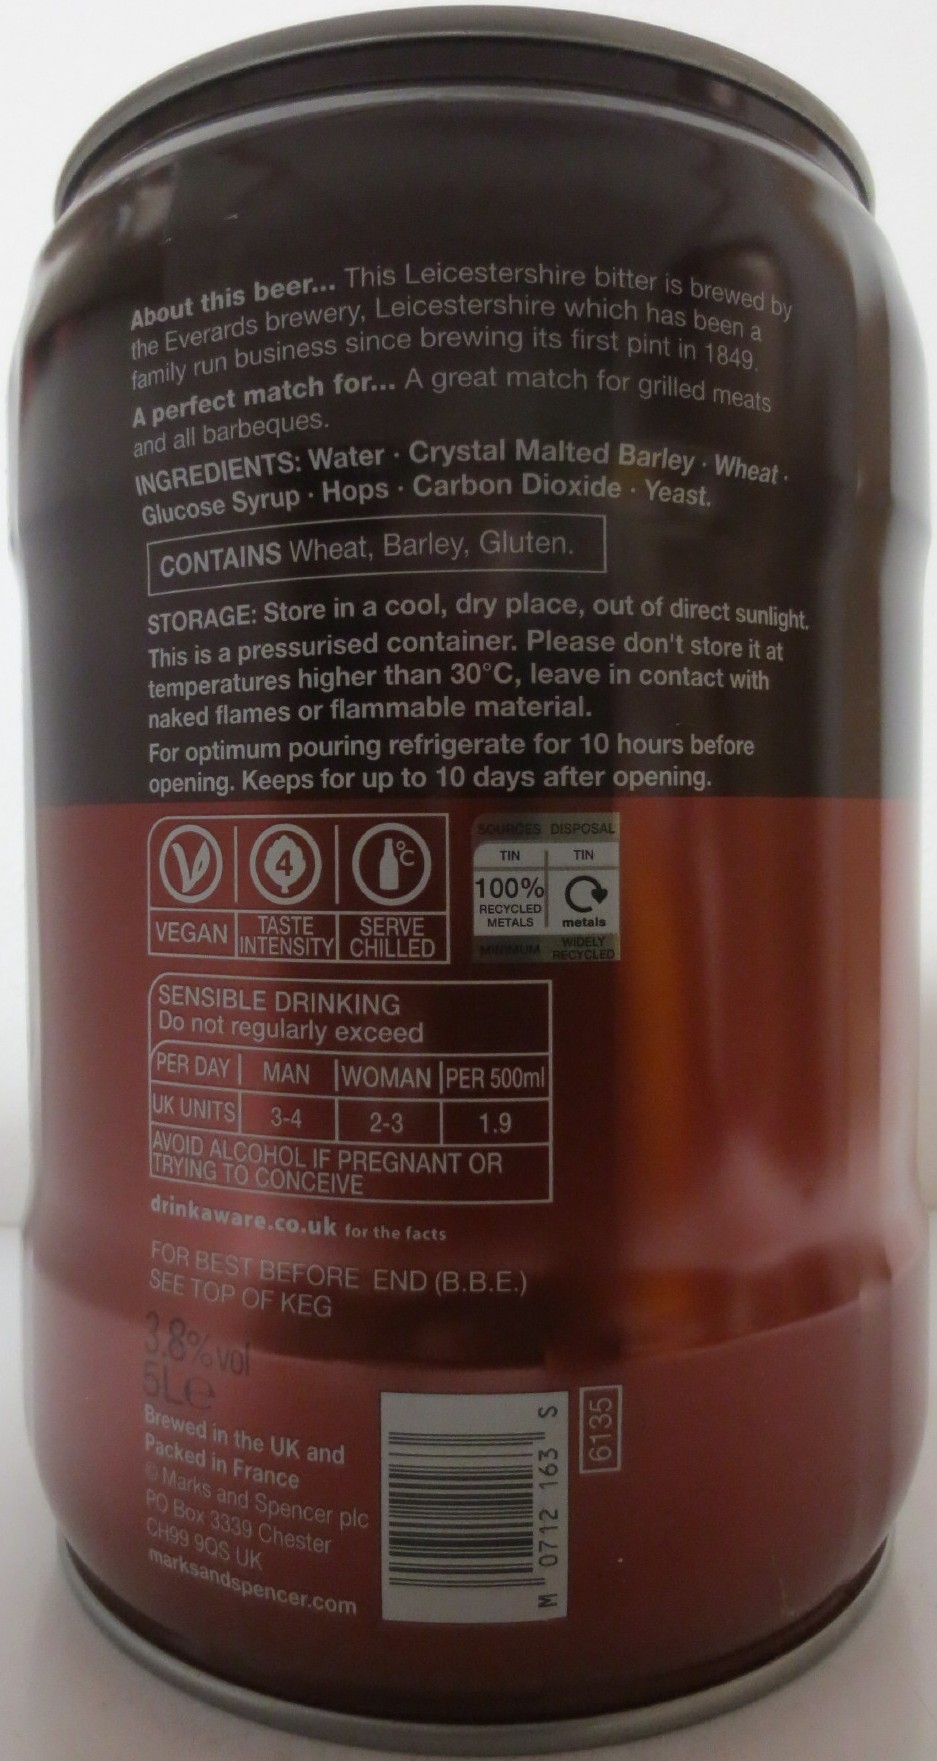 About this beer... This Leicestershire bitter is brewed by
the Everards brewery, Leicestershire which has been a
family run business since brewing its first pint in 1849.
A perfect match for... A great match for grilled meats
and all barbeques.
INGREDIENTS: Water · Crystal Malted Barley · Wheat ·
Glucose Syrup · Hops · Carbon Dioxide · Yeast.
CONTAINS Wheat, Barley, Gluten.
STORAGE: Store in a cool, dry place, out of direct sunlight.
This is a pressurised container. Please don't store it at
temperatures higher than 30°C, leave in contact with
naked flames or flammable material.
For optimum pouring refrigerate for 10 hours before
opening. Keeps for up to 10 days after opening.
4 °C
VEGAN TASTE INTENSITY SERVE CHILLED
SOURCES DISPOSAL
TIN TIN
100% RECYCLED METALS metals
MINIMUM WIDELY RECYCLED
SENSIBLE DRINKING
Do not regularly exceed
PER DAY MAN WOMAN PER 500ml
UK UNITS 3-4 2-3 1.9
AVOID ALCOHOL IF PREGNANT OR
TRYING TO CONCEIVE
drinkaware.co.uk for the facts
FOR BEST BEFORE END (B.B.E.)
SEE TOP OF KEG
3.8% vol
5L℮
Brewed in the UK and
Packed in France
© Marks and Spencer plc
PO Box 3339 Chester
CH99 9QS UK
marksandspencer.com
M 0712 163 S
6135